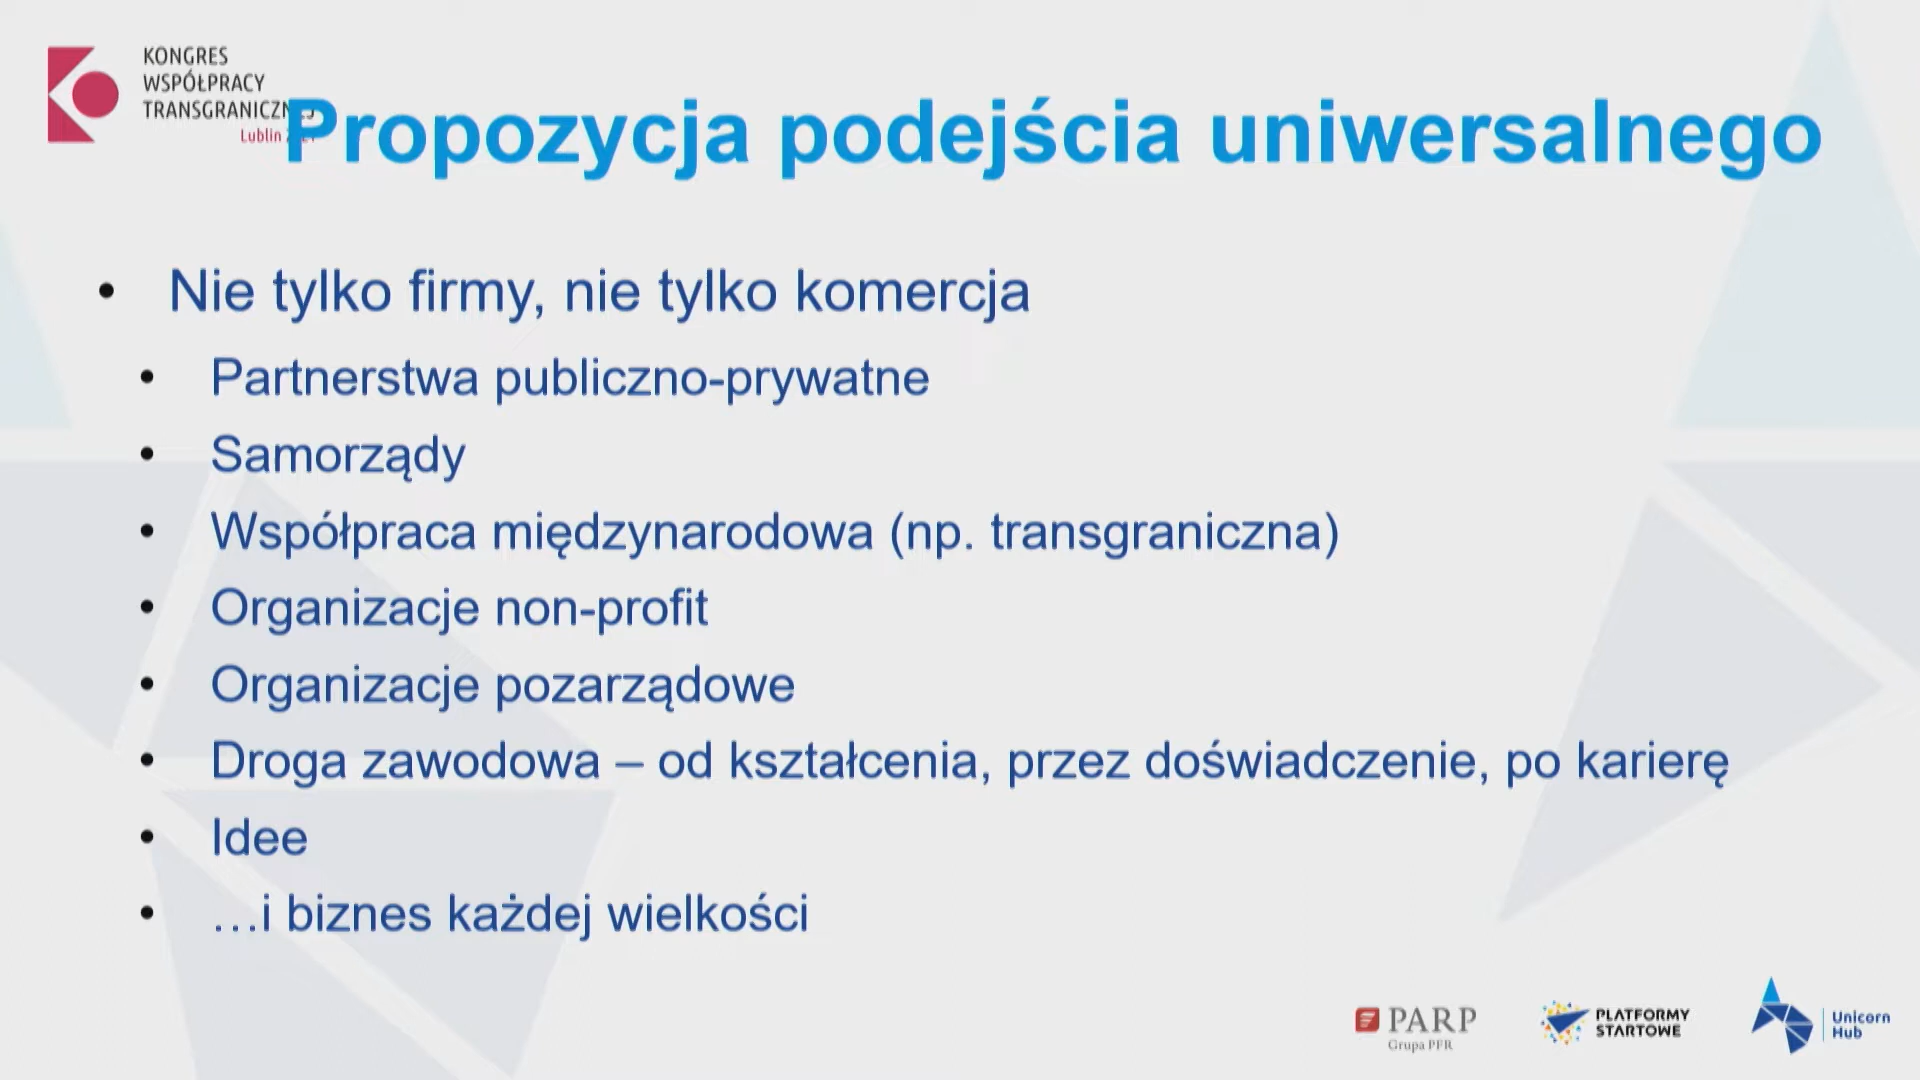 KONGRES
WSPÓŁPRACY
Lublin
Propozycja podejścia uniwersalnego
• Nie tylko firmy, nie tylko komercja
• Partnerstwa publiczno-prywatne
• Samorządy
• Współpraca międzynarodowa (np. transgraniczna)
• Organizacje non-profit
• Organizacje pozarządowe
• Droga zawodowa – od kształcenia, przez doświadczenie, po karierę
• Idee
• …i biznes każdej wielkości
PARP
Grupa PFR
PLATFORMY
STARTOWE
Unicorn
Hub